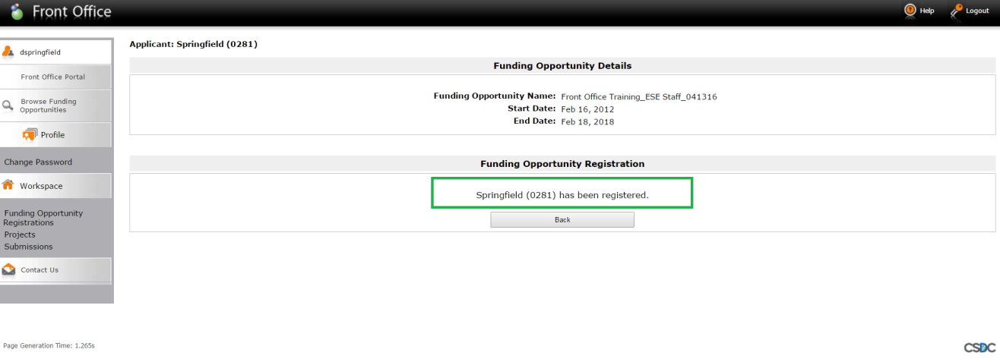 Front Office
Help
Logout
dspringfield
Front Office Portal
Browse Funding
Opportunities
Profile
Change Password
Workspace
Funding Opportunity
Registrations
Projects
Submissions
Contact Us
Applicant: Springfield (0281)
Funding Opportunity Details
Funding Opportunity Name: Front Office Training_ESE Staff_041316
Start Date: Feb 16, 2012
End Date: Feb 18, 2018
Funding Opportunity Registration
Springfield (0281) has been registered.
Back
Page Generation Time: 1.265s
CSDC